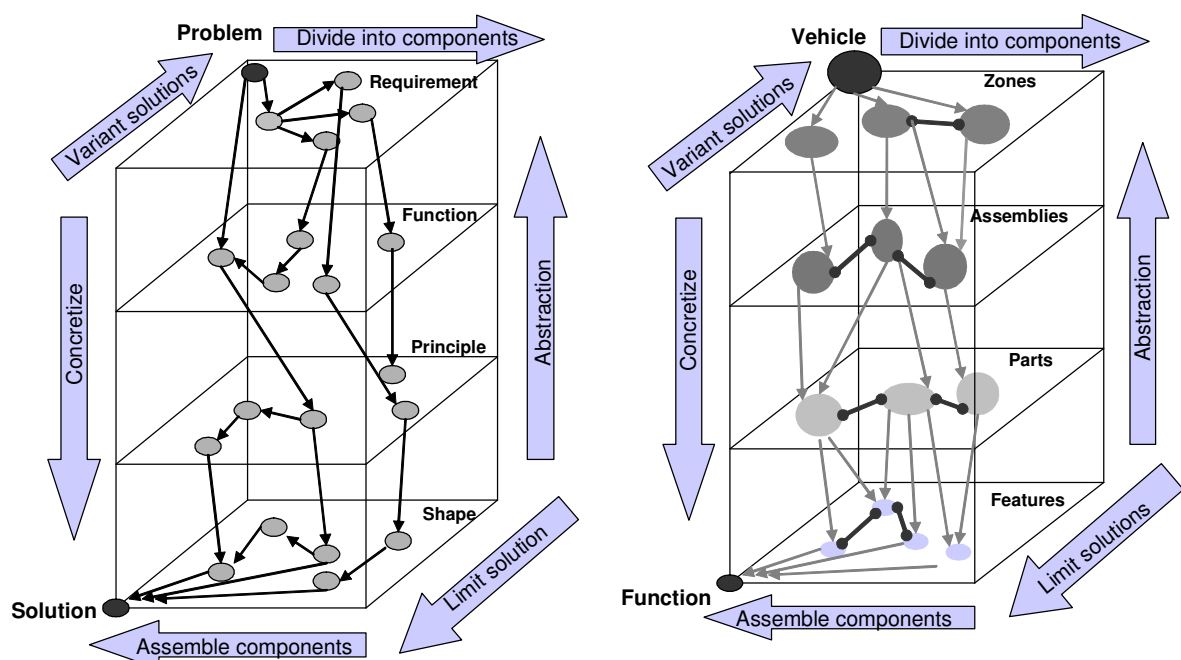 Problem
Divide into components
Requirement
Variant solutions
Function
Concretize
Abstraction
Principle
Shape
Limit solution
Solution
Assemble components
Vehicle
Divide into components
Zones
Variant solutions
Assemblies
Concretize
Abstraction
Parts
Features
Limit solutions
Function
Assemble components